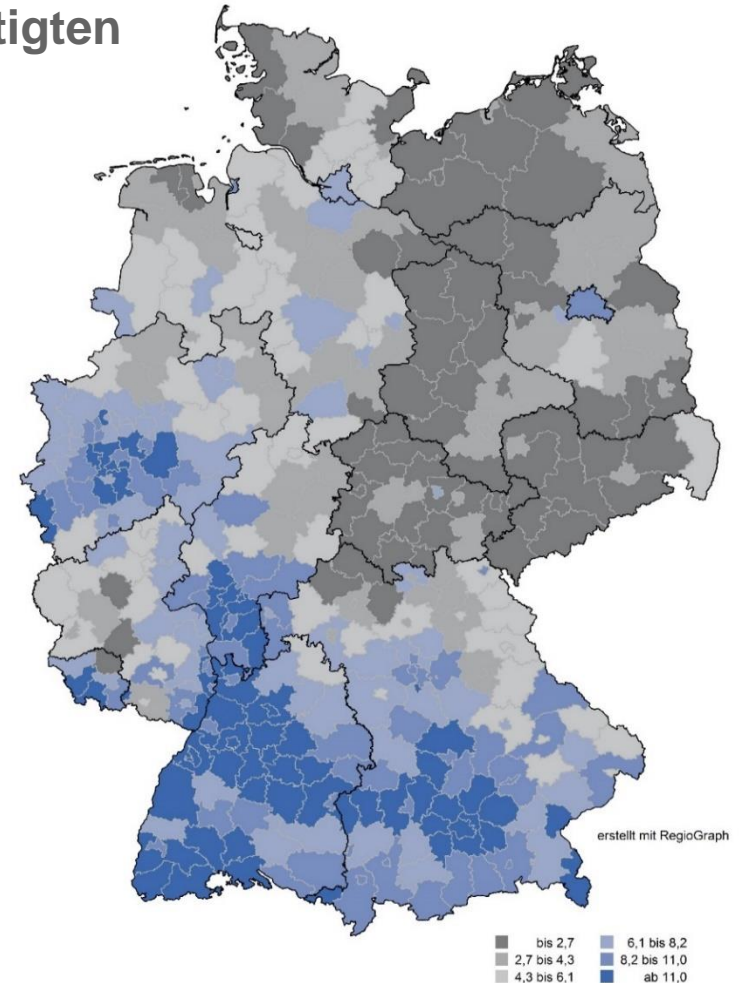 tigten
erstellt mit RegioGraph
bis 2,7
2,7 bis 4,3
4,3 bis 6,1
6,1 bis 8,2
8,2 bis 11,0
ab 11,0